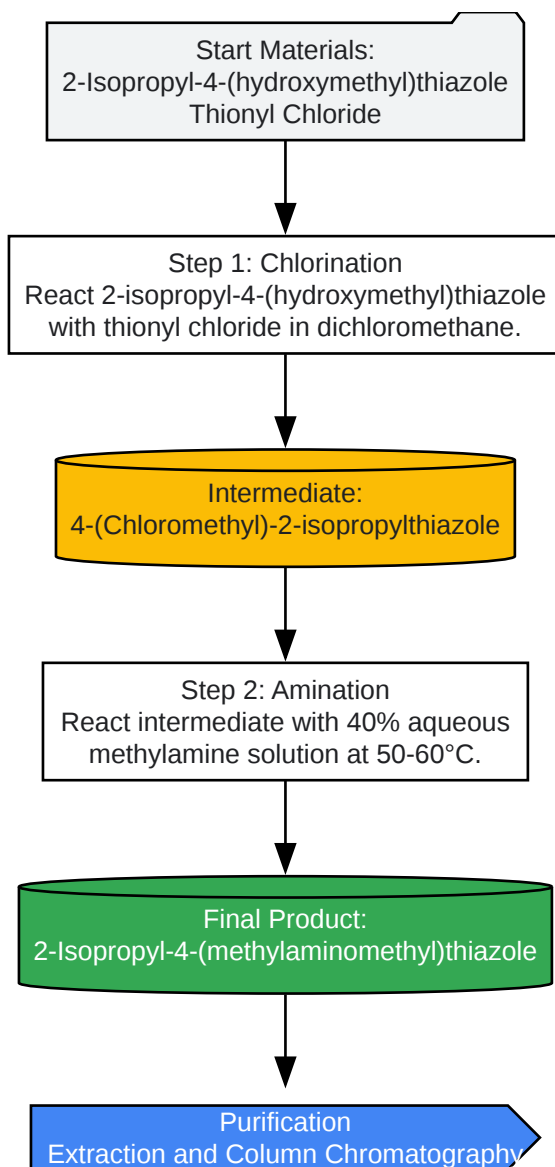 Start Materials:
2-Isopropyl-4-(hydroxymethyl)thiazole
Thionyl Chloride
Step 1: Chlorination
React 2-isopropyl-4-(hydroxymethyl)thiazole
with thionyl chloride in dichloromethane.
Intermediate:
4-(Chloromethyl)-2-isopropylthiazole
Step 2: Amination
React intermediate with 40% aqueous
methylamine solution at 50-60°C.
Final Product:
2-Isopropyl-4-(methylaminomethyl)thiazole
Purification
Extraction and Column Chromatography